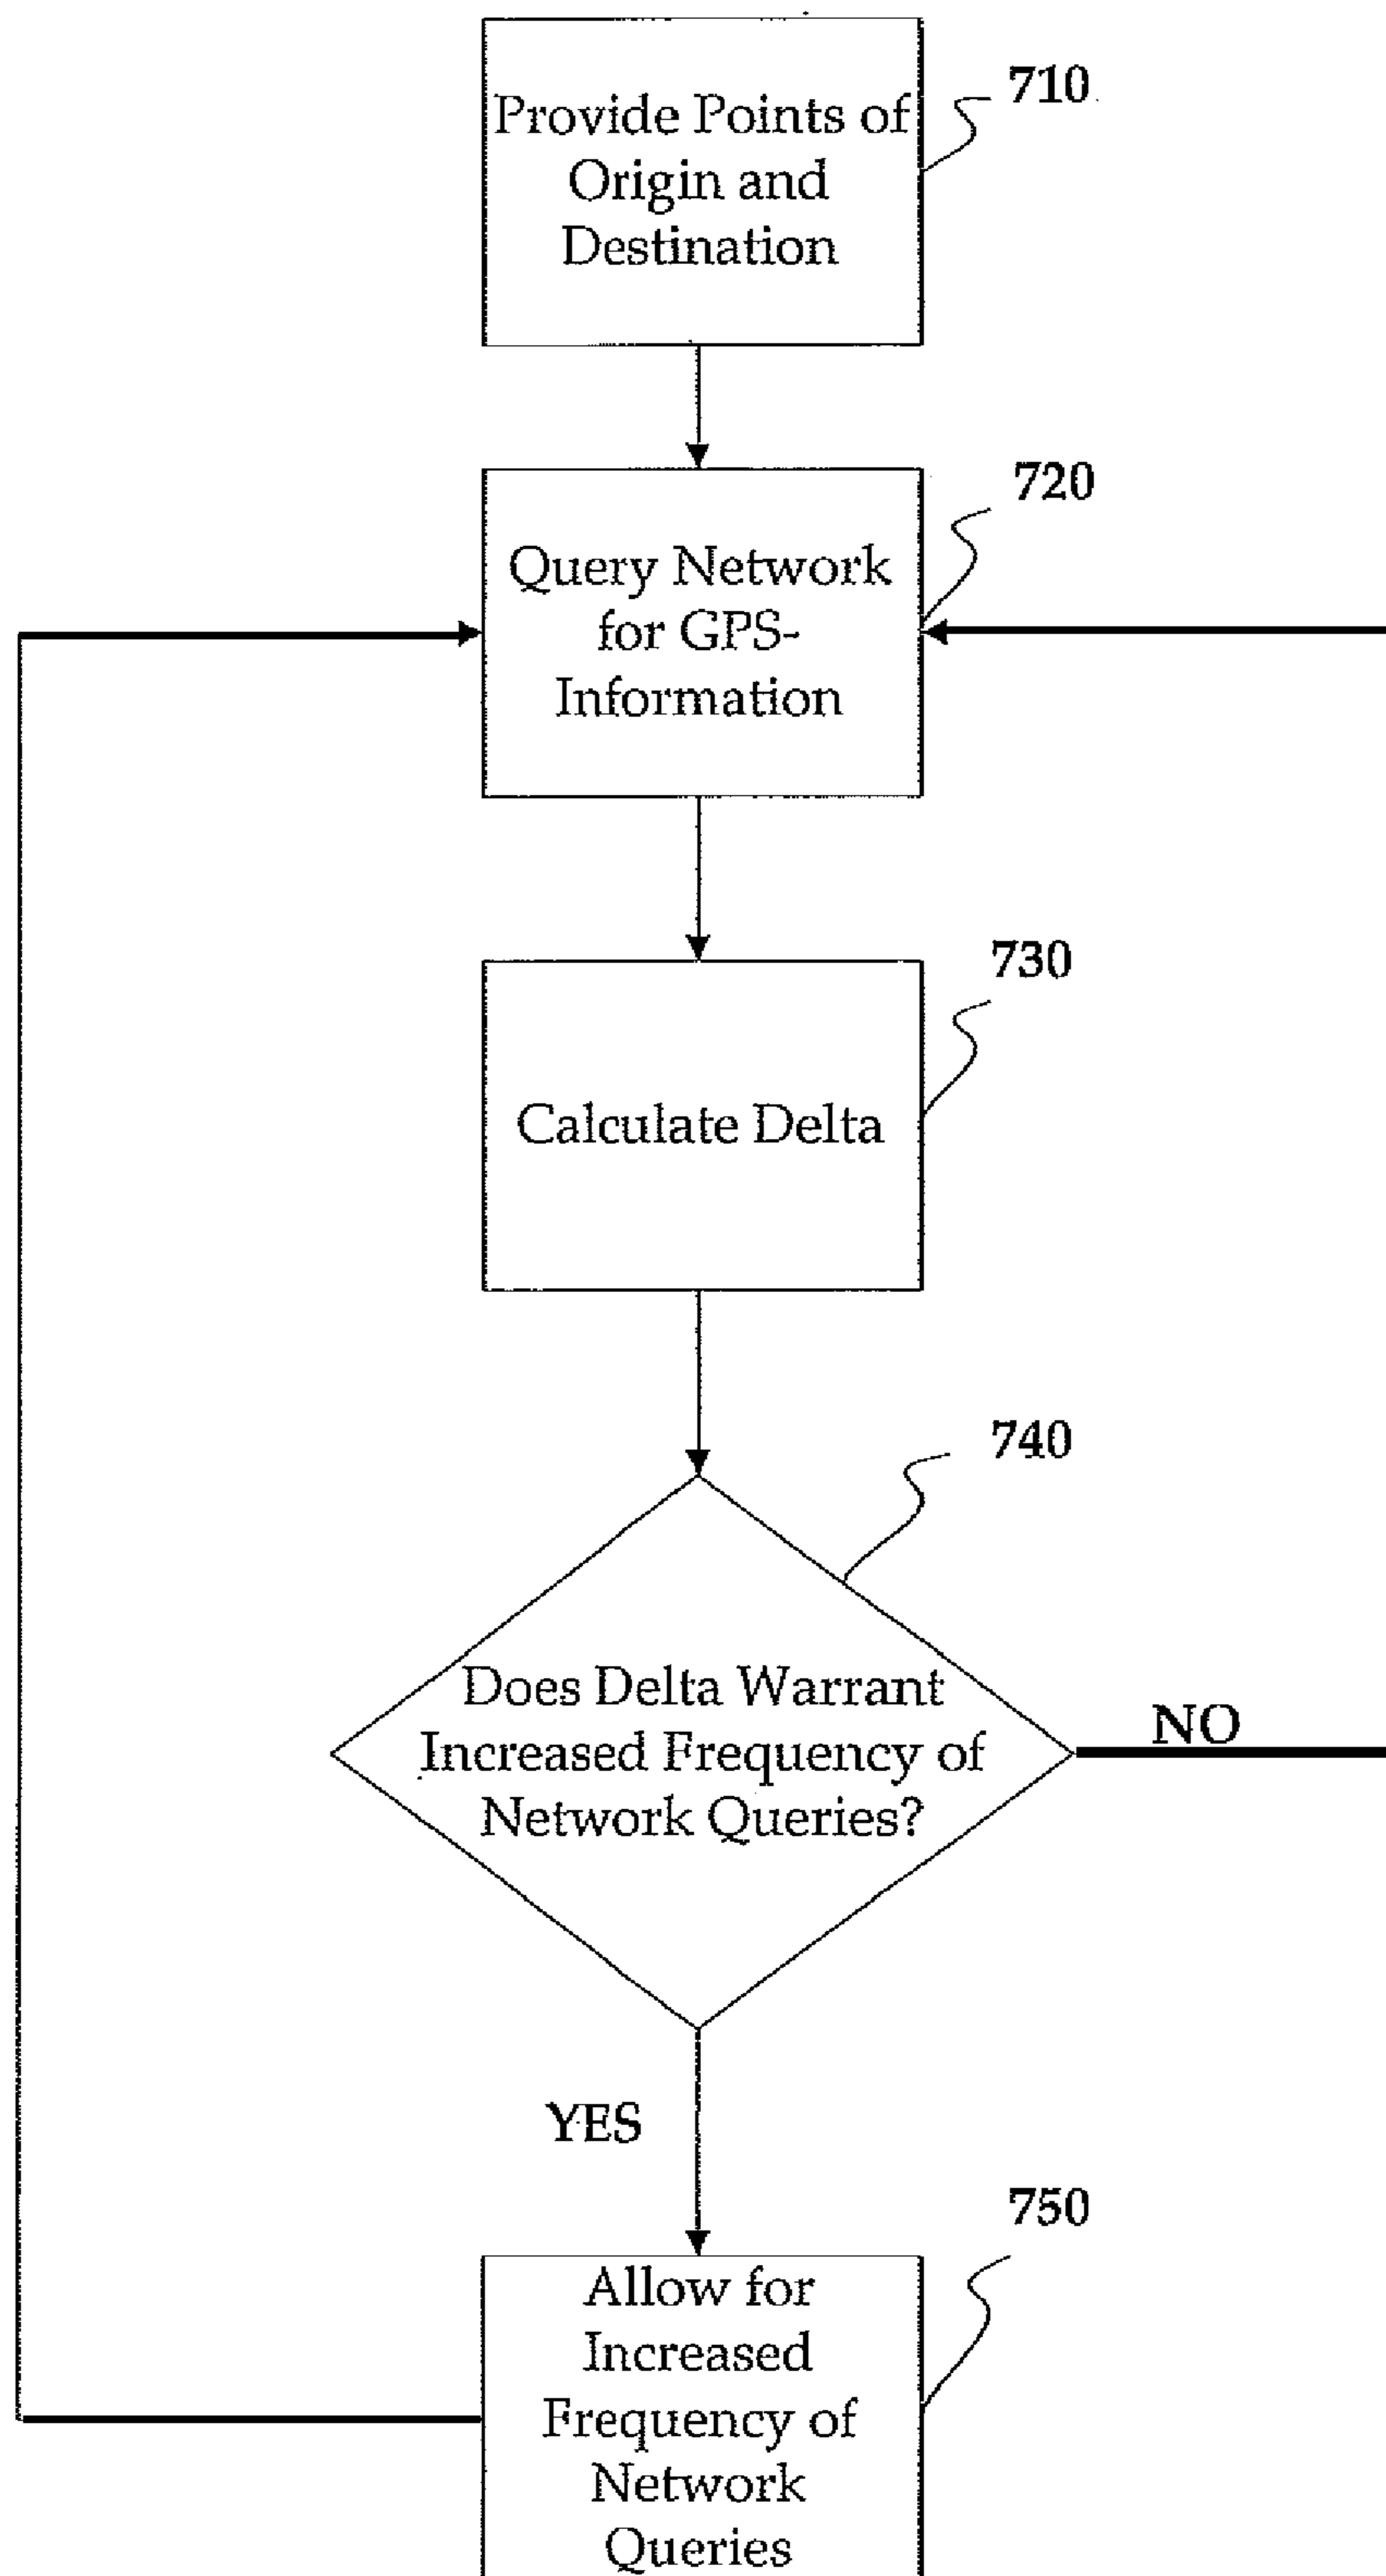 710
Provide Points of
Origin and
Destination
720
Query Network
for GPS-
Information
730
Calculate Delta
740
Does Delta Warrant
Increased Frequency of
Network Queries?
NO
YES
750
Allow for
Increased
Frequency of
Network
Queries